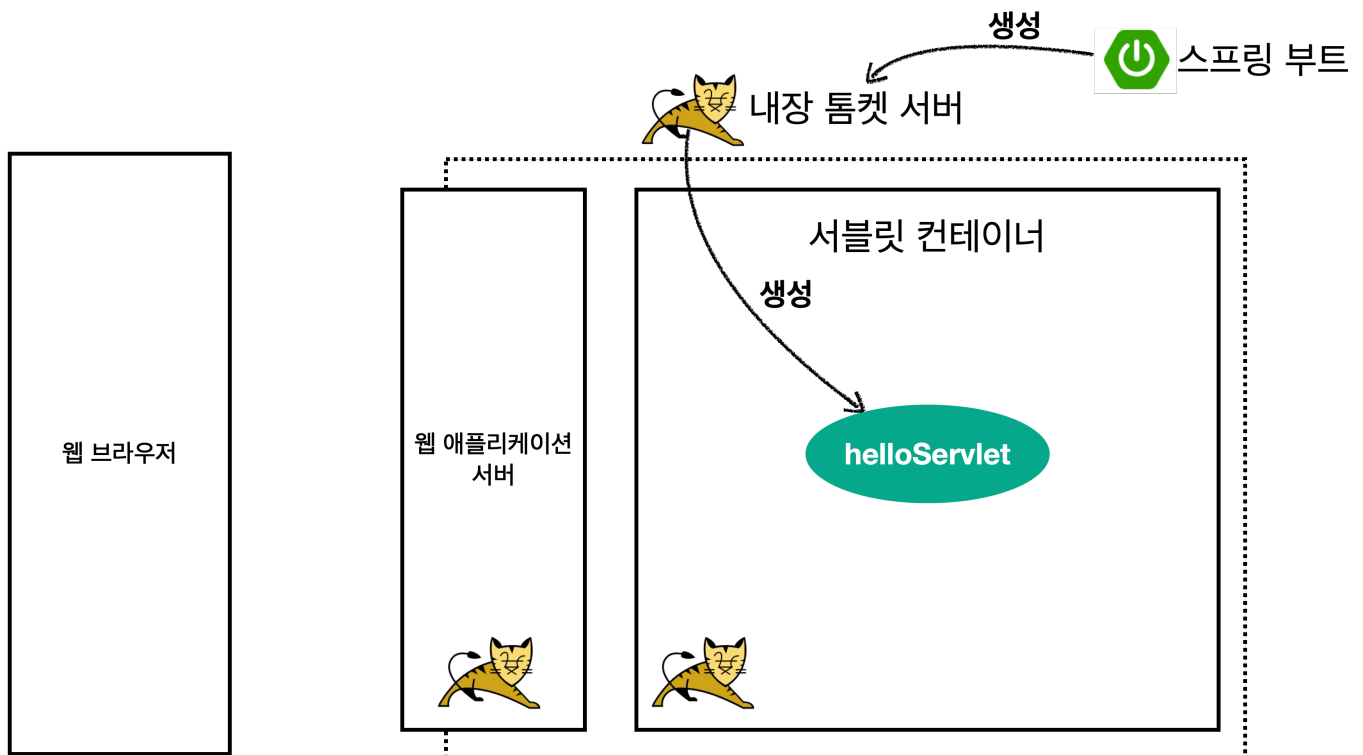 생성
스프링 부트
내장 톰켓 서버
서블릿 컨테이너
생성
웹 브라우저
웹 애플리케이션
서버
helloServlet